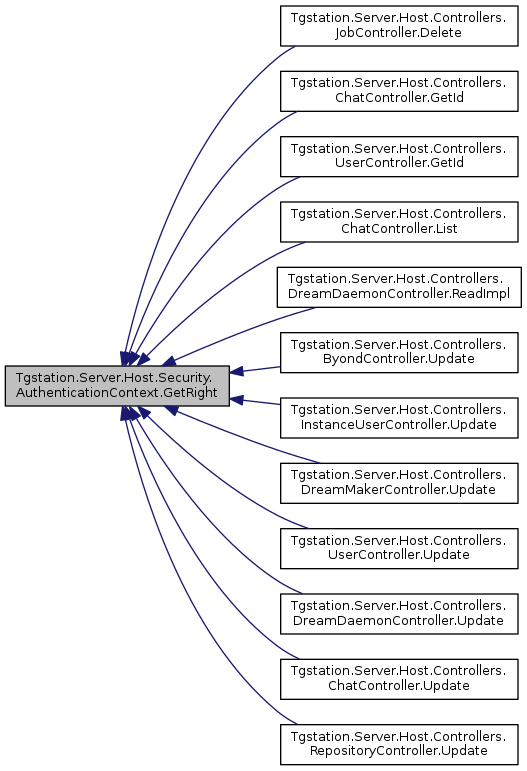 Tgstation.Server.Host.Controllers.
JobController.Delete
Tgstation.Server.Host.Controllers.
ChatController.GetId
Tgstation.Server.Host.Controllers.
UserController.GetId
Tgstation.Server.Host.Controllers.
ChatController.List
Tgstation.Server.Host.Controllers.
DreamDaemonController.ReadImpl
Tgstation.Server.Host.Security.
AuthenticationContext.GetRight
Tgstation.Server.Host.Controllers.
ByondController.Update
Tgstation.Server.Host.Controllers.
InstanceUserController.Update
Tgstation.Server.Host.Controllers.
DreamMakerController.Update
Tgstation.Server.Host.Controllers.
UserController.Update
Tgstation.Server.Host.Controllers.
DreamDaemonController.Update
Tgstation.Server.Host.Controllers.
ChatController.Update
Tgstation.Server.Host.Controllers.
RepositoryController.Update